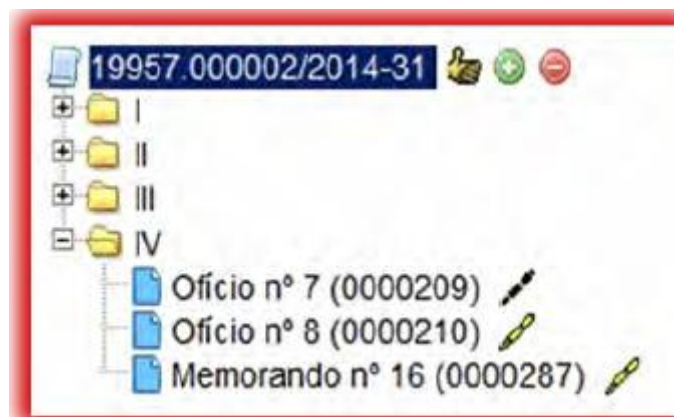 19957.000002/2014-31
I
II
III
IV
Ofício nº 7 (0000209)
Ofício nº 8 (0000210)
Memorando nº 16 (0000287)